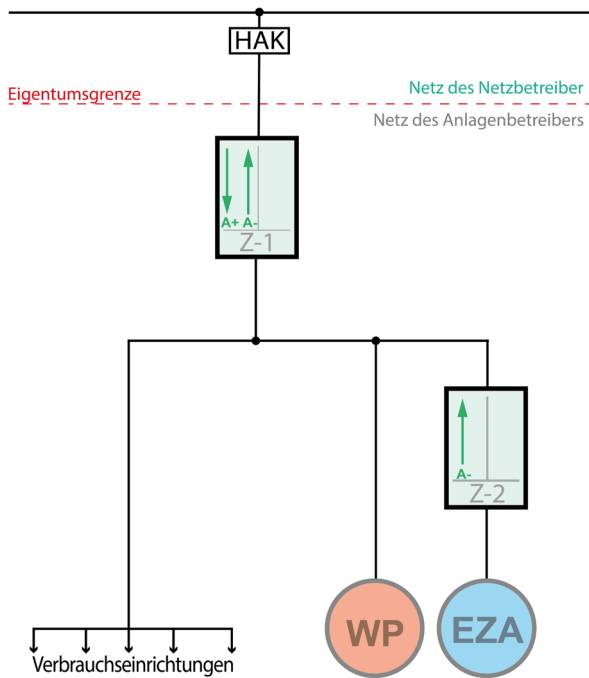 HAK
Eigentumsgrenze
Netz des Netzbetreiber
Netz des Anlagenbetreibers
A+ A-
Z-1
A-
Z-2
WP
EZA
Verbrauchseinrichtungen